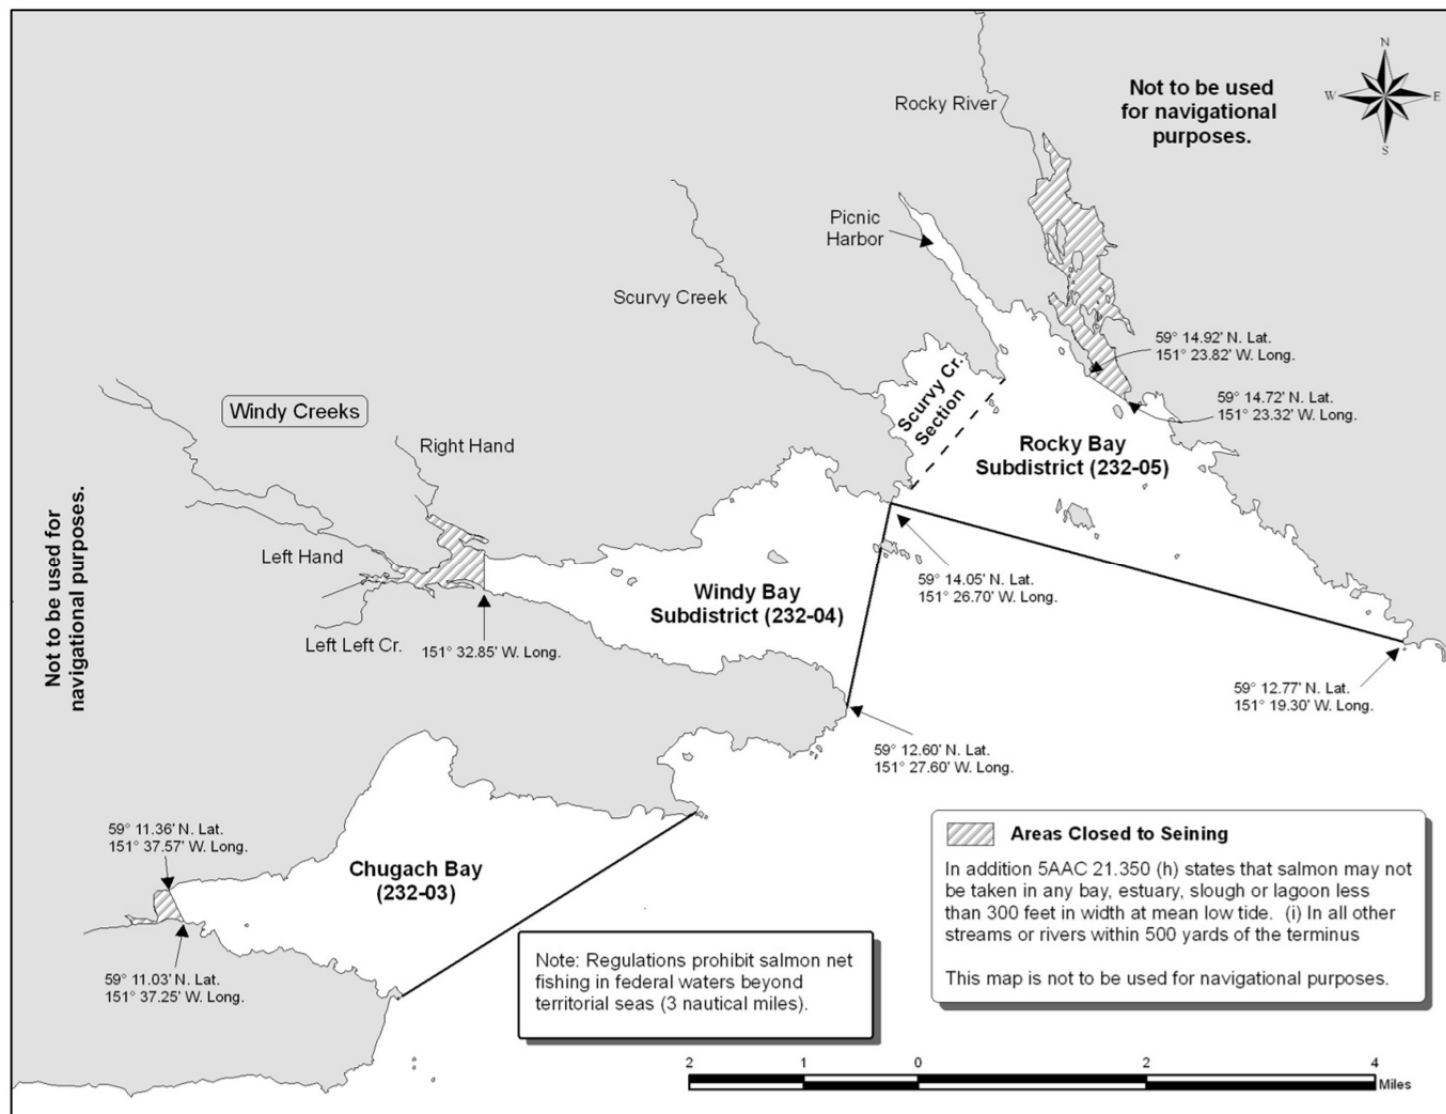 N
W
E
S
Not to be used
for navigational
purposes.
Rocky River
Picnic
Harbor
Scurvy Creek
59° 14.92' N. Lat.
151° 23.82' W. Long.
59° 14.72' N. Lat.
151° 23.32' W. Long.
Scurvy Cr.
Section
Windy Creeks
Right Hand
Rocky Bay
Subdistrict (232-05)
Not to be used for
navigational purposes.
Left Hand
Left Left Cr.
151° 32.85' W. Long.
Windy Bay
Subdistrict (232-04)
59° 14.05' N. Lat.
151° 26.70' W. Long.
59° 12.77' N. Lat.
151° 19.30' W. Long.
59° 12.60' N. Lat.
151° 27.60' W. Long.
59° 11.36' N. Lat.
151° 37.57' W. Long.
Chugach Bay
(232-03)
59° 11.03' N. Lat.
151° 37.25' W. Long.
Areas Closed to Seining
In addition 5AAC 21.350 (h) states that salmon may not
be taken in any bay, estuary, slough or lagoon less
than 300 feet in width at mean low tide. (i) In all other
streams or rivers within 500 yards of the terminus
This map is not to be used for navigational purposes.
Note: Regulations prohibit salmon net
fishing in federal waters beyond
territorial seas (3 nautical miles).
2 1 0 2 4
Miles